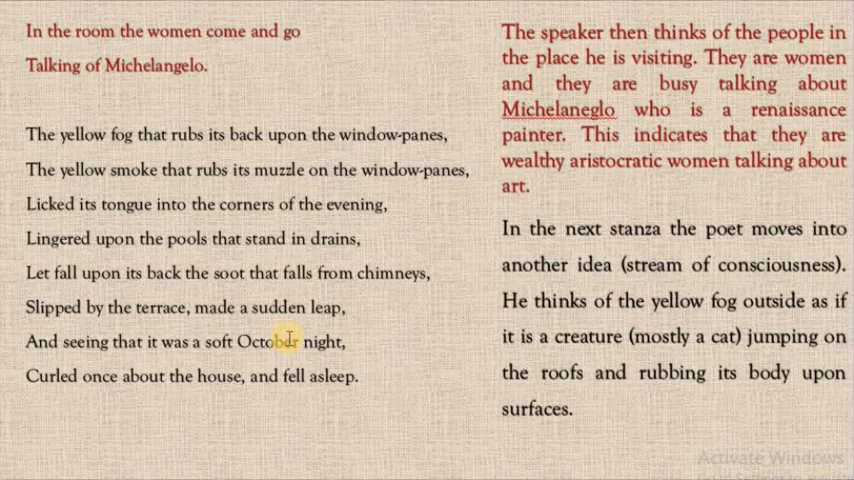 In the room the women come and go
Talking of Michelangelo.
The yellow fog that rubs its back upon the window-panes,
The yellow smoke that rubs its muzzle on the window-panes,
Licked its tongue into the corners of the evening,
Lingered upon the pools that stand in drains,
Let fall upon its back the soot that falls from chimneys,
Slipped by the terrace, made a sudden leap,
And seeing that it was a soft October night,
Curled once about the house, and fell asleep.
The speaker then thinks of the people in
the place he is visiting. They are women
and they are busy talking about
Michelaneglo who is a renaissance
painter. This indicates that they are
wealthy aristocratic women talking about
art.
In the next stanza the poet moves into
another idea (stream of consciousness).
He thinks of the yellow fog outside as if
it is a creature (mostly a cat) jumping on
the roofs and rubbing its body upon
surfaces.
Activate Windows